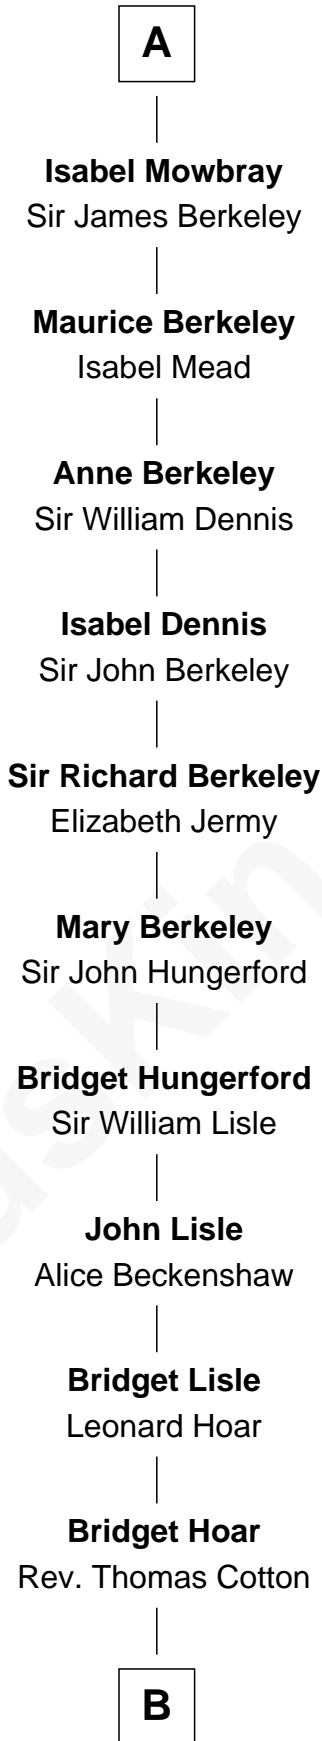 A
Isabel Mowbray
Sir James Berkeley
Maurice Berkeley
Isabel Mead
Anne Berkeley
Sir William Dennis
Isabel Dennis
Sir John Berkeley
Sir Richard Berkeley
Elizabeth Jermy
Mary Berkeley
Sir John Hungerford
Bridget Hungerford
Sir William Lisle
John Lisle
Alice Beckenshaw
Bridget Lisle
Leonard Hoar
Bridget Hoar
Rev. Thomas Cotton
B